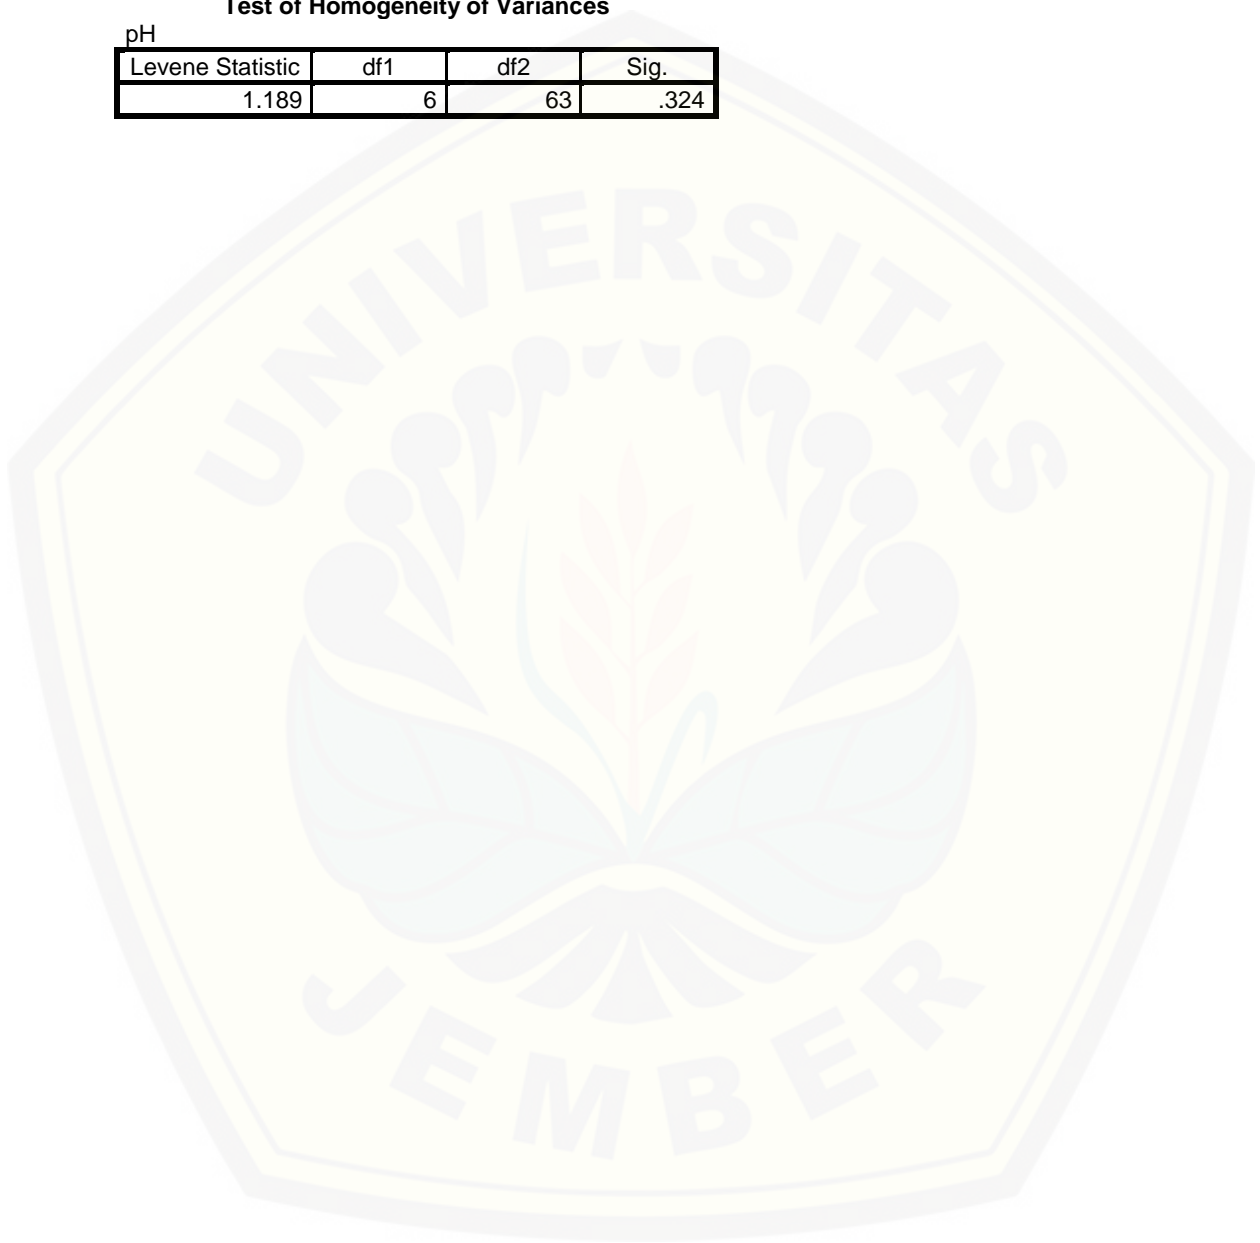 Test of Homogeneity of Variances
pH
Levene Statistic df1 df2 Sig.
1.189 6 63 .324
UNIVERSITAS
JEMBER